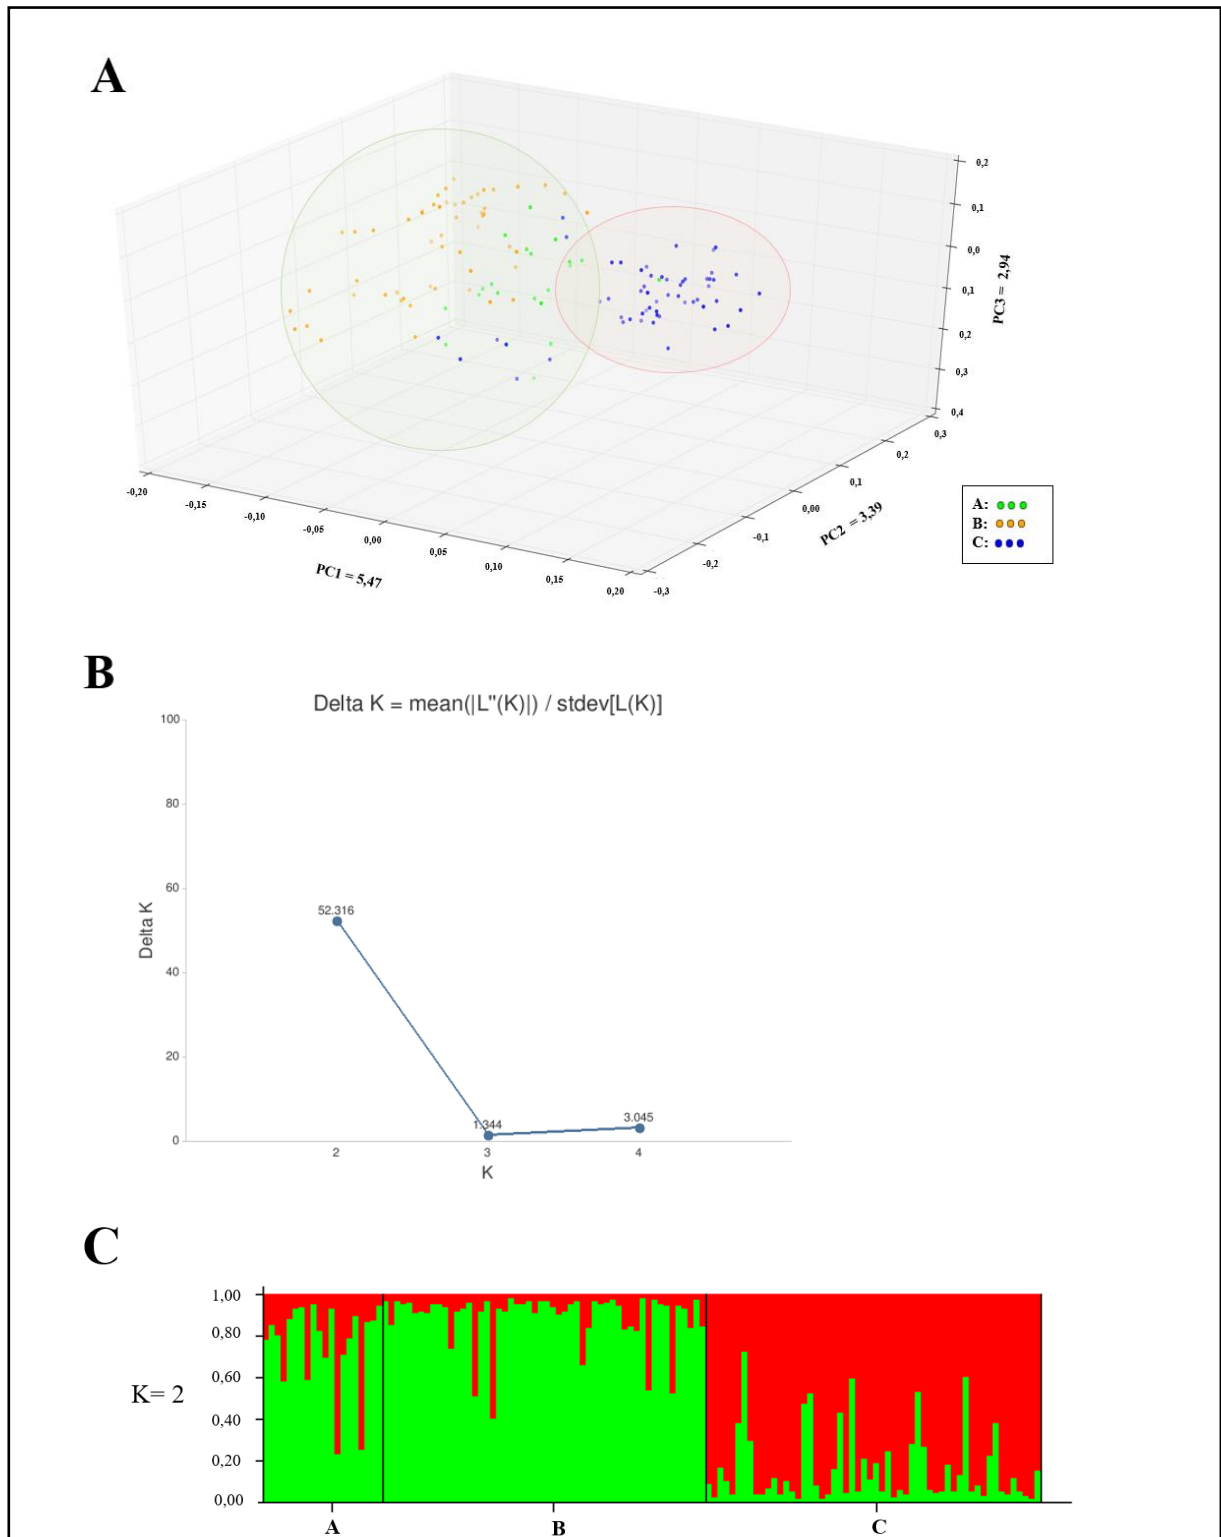 A
0,2
0,1
0,0
0,1
0,2
0,3
0,4
PC3 = 2,94
0,3
0,2
0,1
0,00
-0,1
-0,2
-0,3
PC2 = 3,39
-0,20
-0,15
-0,10
-0,05
0,00
0,05
0,10
0,15
0,20
PC1 = 5,47
A:
B:
C:
B
Delta K = mean(|L"(K)|) / stdev[L(K)]
100
80
60
40
20
0
Delta K
52.316
1.344
3.045
2 3 4
K
C
1,00
0,80
0,60
0,40
0,20
0,00
K= 2
A B C